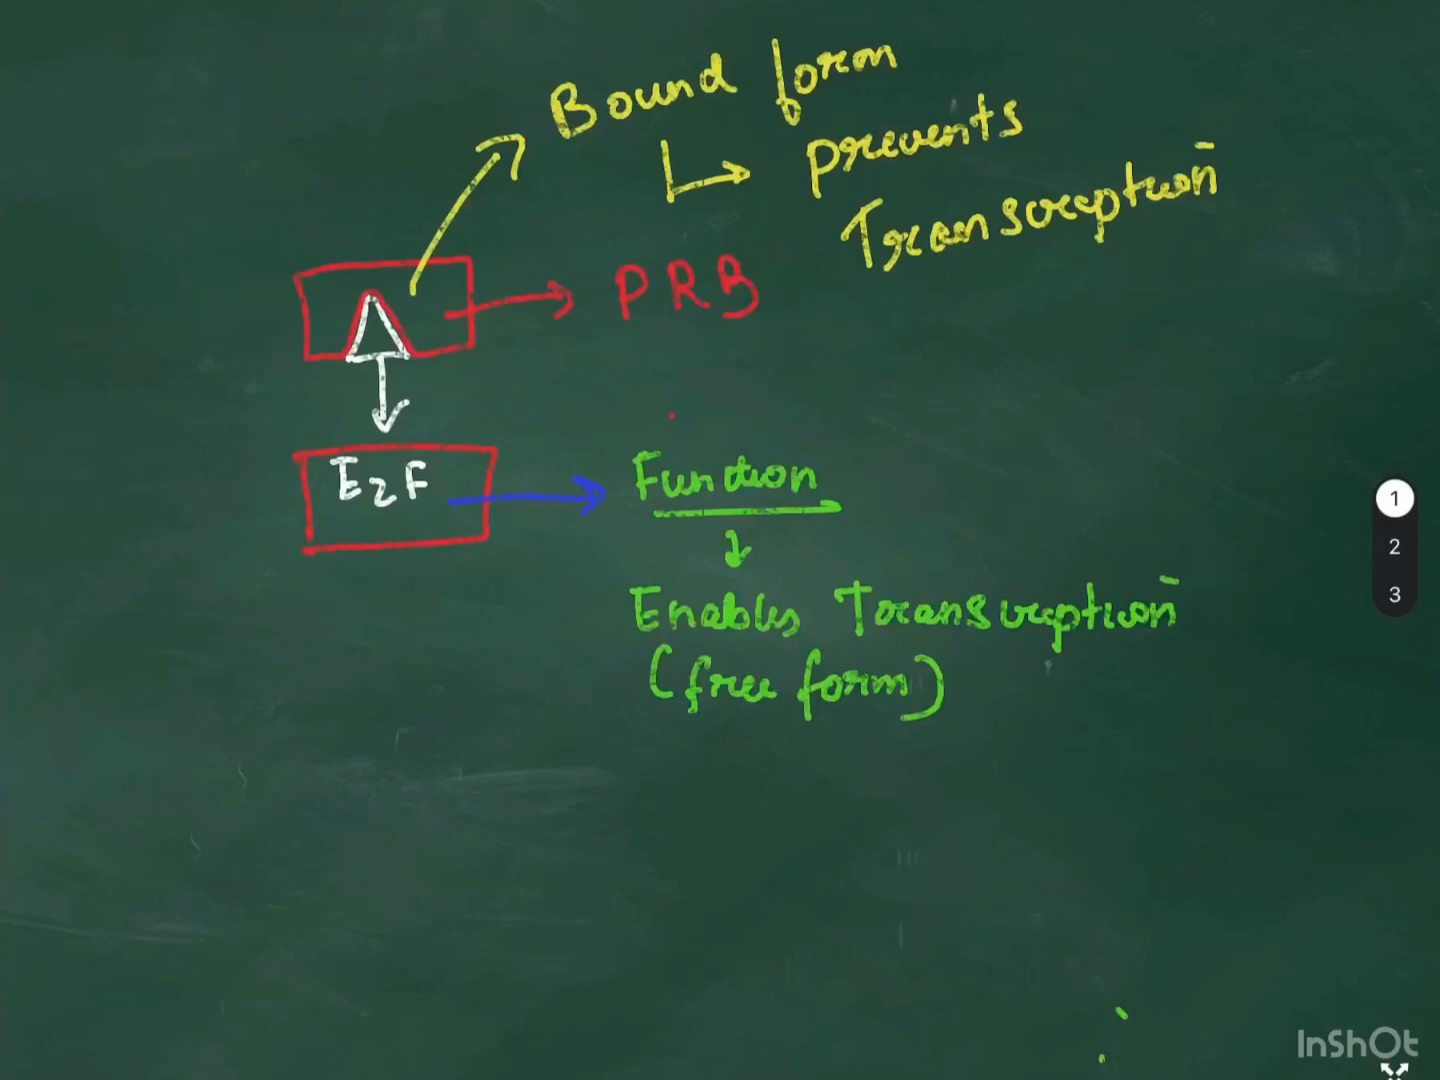 Bound form
prevents
Transcription
PRB
E2F
Function
Enables Transcription
(free form)
1
2
3
InShOt